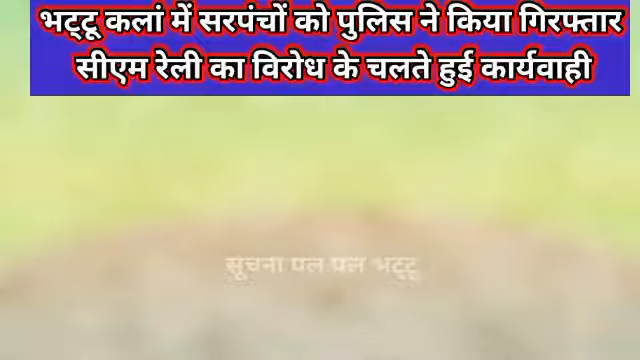 भट्टू कलां में सरपंचों को पुलिस ने किया गिरफ्तार
सीएम रेली का विरोध के चलते हुई कार्यवाही
सूचना पल पल भट्टू